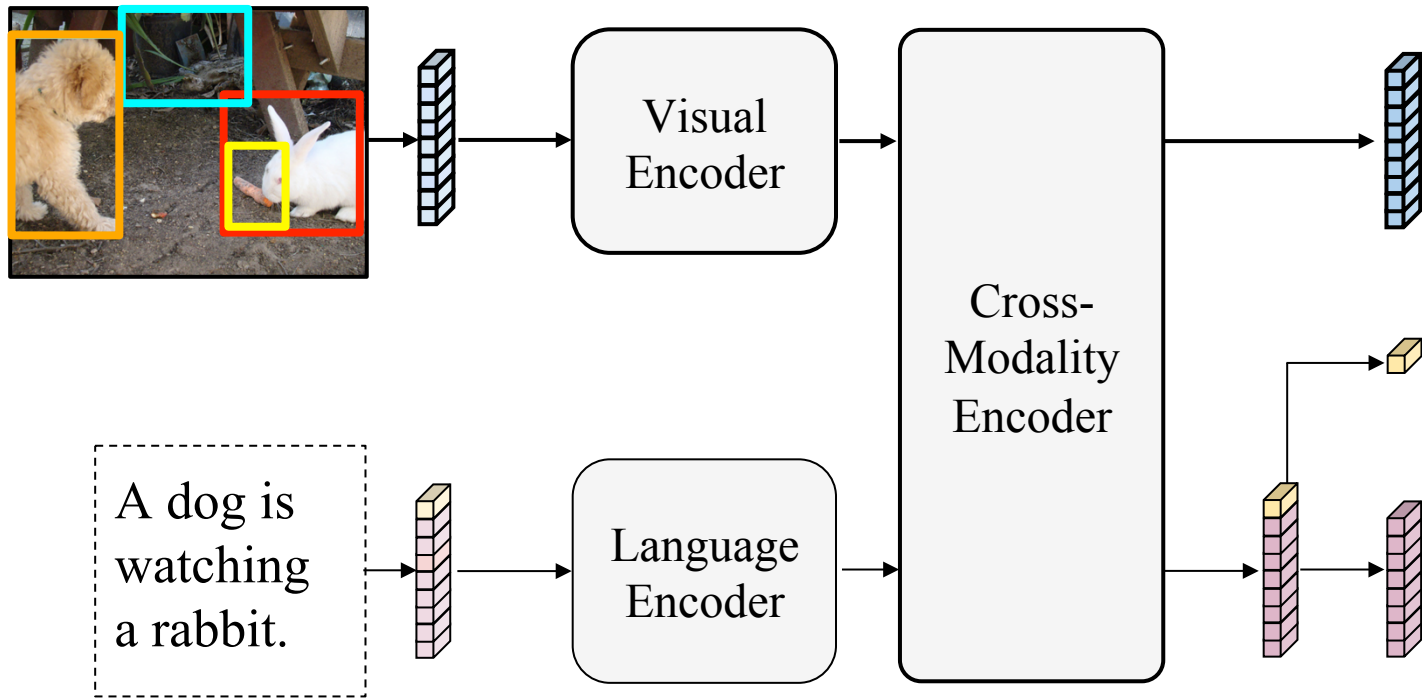 Visual
Encoder
Cross-
Modality
Encoder
A dog is
watching
a rabbit.
Language
Encoder